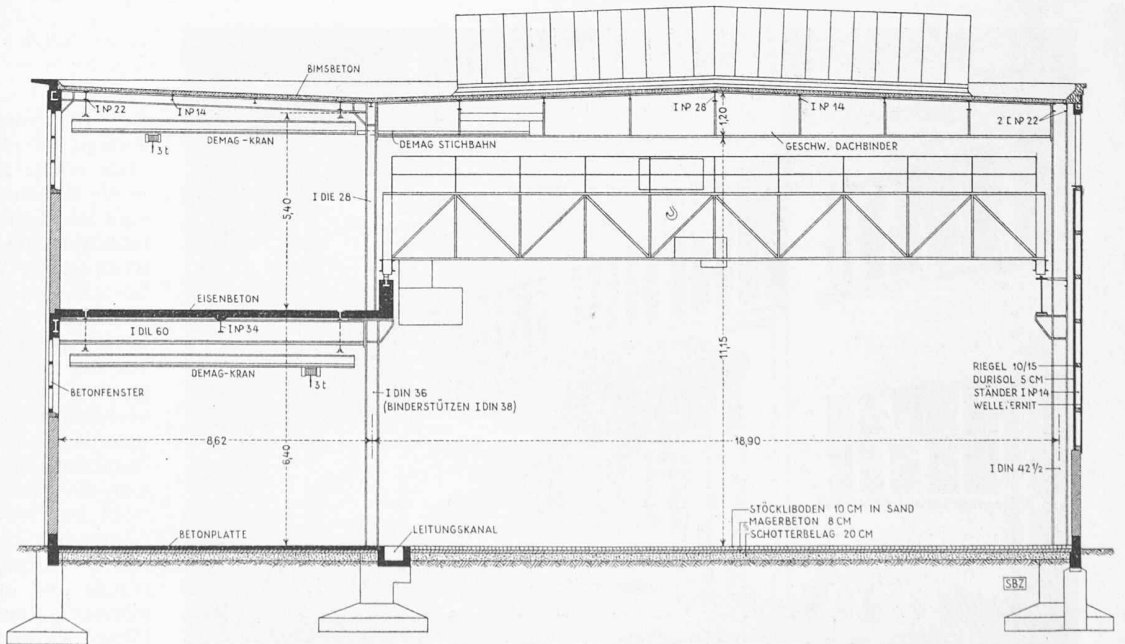 BIMSBETON
I NP 22
I NP 14
DEMAG-KRAN
3t
DEMAG STICHBAHN
I NP 28
1,20
I NP 14
GESCHW. DACHBINDER
2 [ NP 22
I DIE 28
5,40
EISENBETON
I DIL 60
I NP 34
DEMAG-KRAN
3t
BETONFENSTER
I DIN 36
(BINDERSTÜTZEN I DIN 38)
11,15
RIEGEL 10/15
DURISOL 5 CM
STÄNDER I NP 14
WELLETERNIT
8,62
6,40
18,90
I DIN 42½
BETONPLATTE
LEITUNGSKANAL
STÖCKLIBODEN 10 CM IN SAND
MAGERBETON 8 CM
SCHOTTERBELAG 20 CM
SBZ